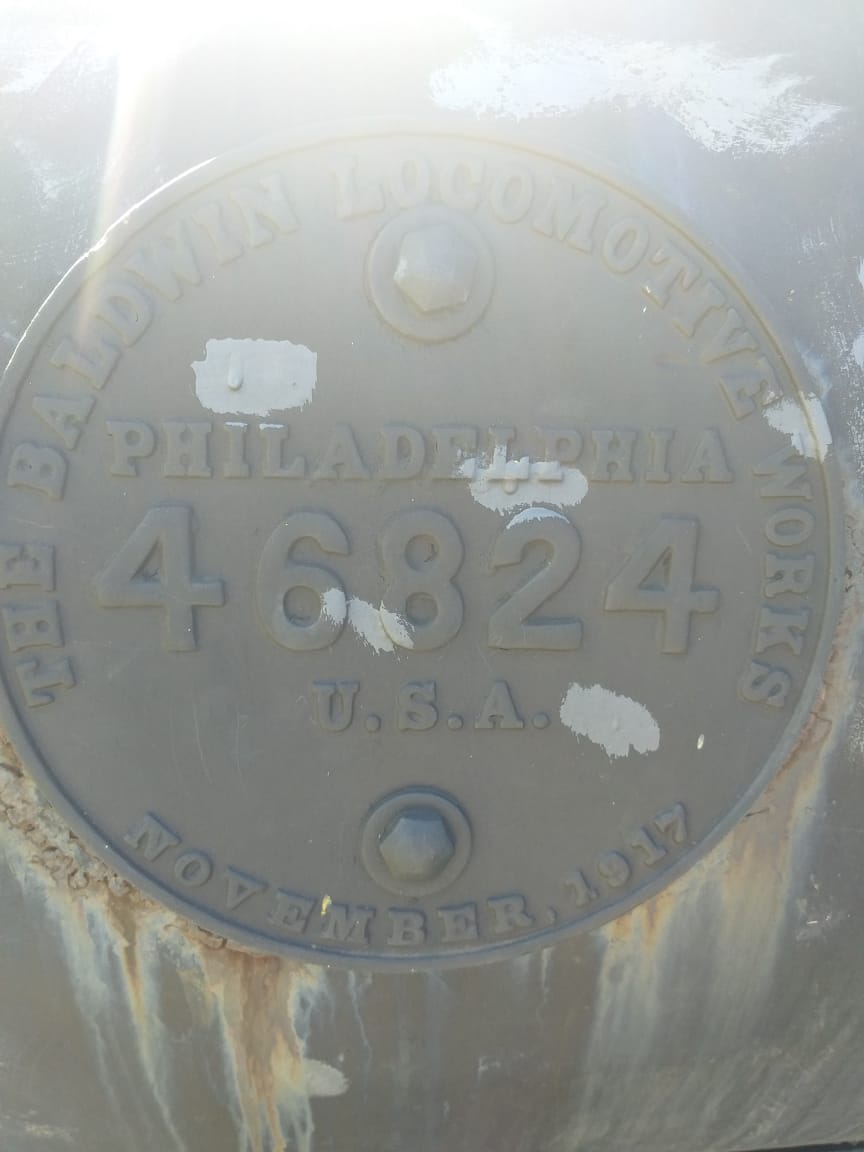 THE BALDWIN LOCOMOTIVE WORKS
PHILADELPHIA
46824
U.S.A.
NOVEMBER, 1917